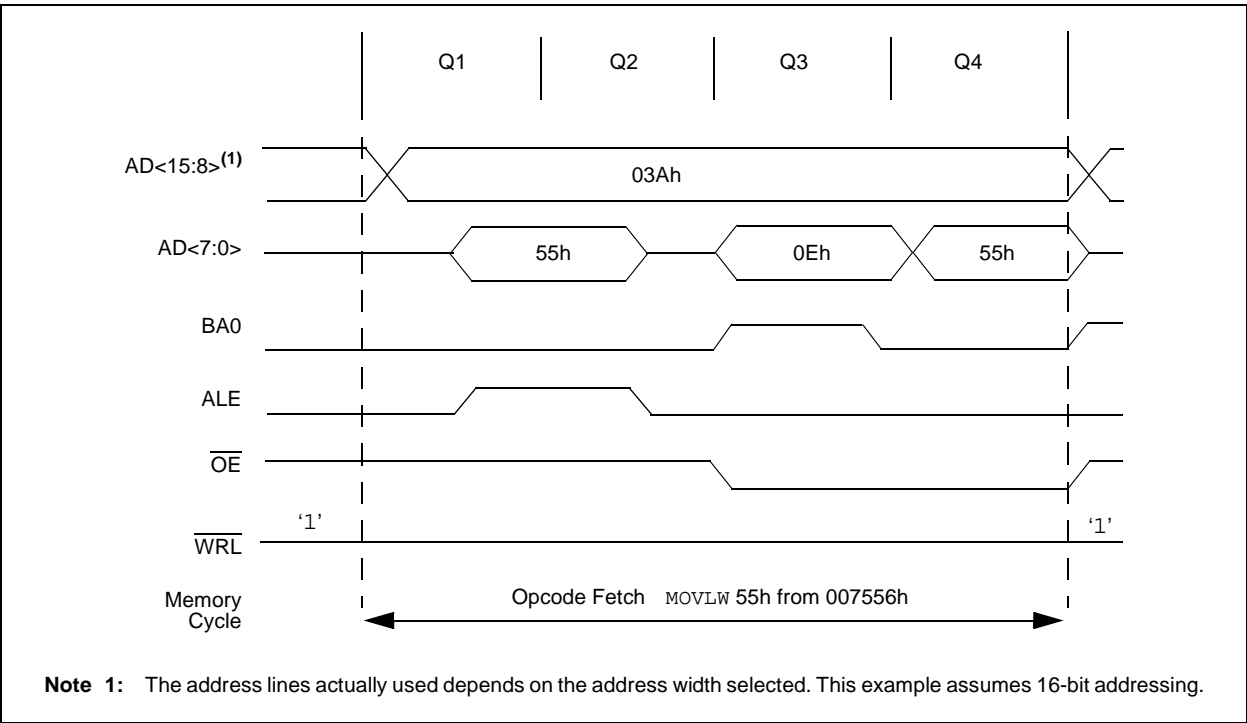 Q1 Q2 Q3 Q4
AD<15:8>(1)
03Ah
AD<7:0>
55h 0Eh 55h
BA0
ALE
OE
‘1’ ‘1’
WRL
Memory
Cycle
Opcode Fetch MOVLW 55h from 007556h
Note 1: The address lines actually used depends on the address width selected. This example assumes 16-bit addressing.